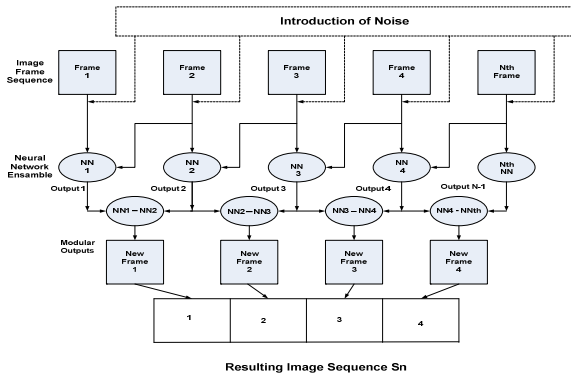 Introduction of Noise
Image
Frame
Sequence
Frame
1
Frame
2
Frame
3
Frame
4
Nth
Frame
Neural
Network
Ensamble
NN
1
NN
2
NN
3
NN
4
Nth
NN
Output1
Output 2
Output 3
Output4
Output N-1
NN1–NN2
NN2–NN3
NN3–NN4
NN4 - NNth
Modular
Outputs
New
Frame
1
New
Frame
2
New
Frame
3
New
Frame
4
1
2
3
4
Resulting Image Sequence Sn